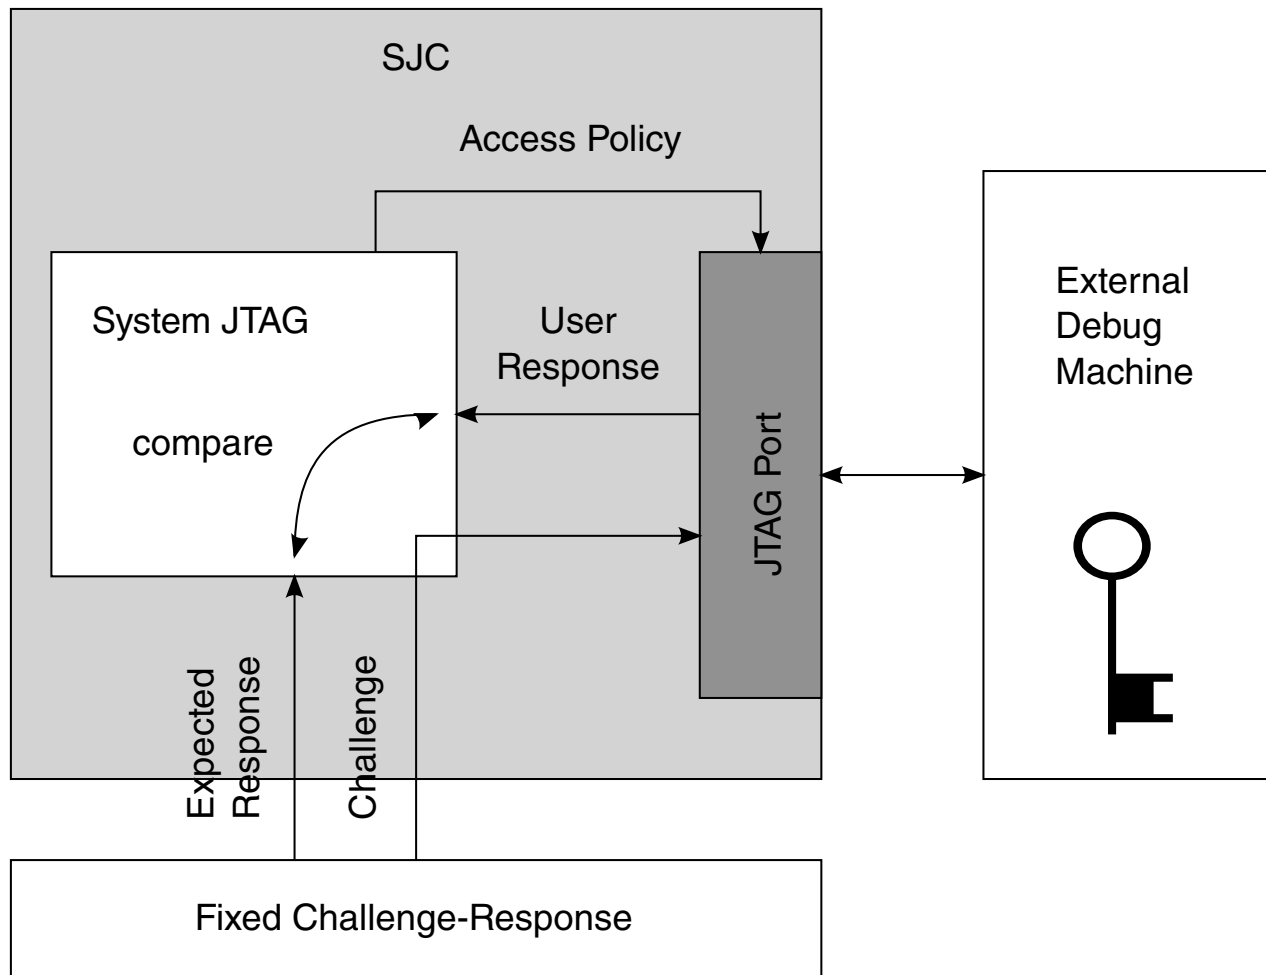 SJC
Access Policy
System JTAG
User
Response
External
Debug
Machine
compare
JTAG Port
Expected
Response
Challenge
Fixed Challenge-Response